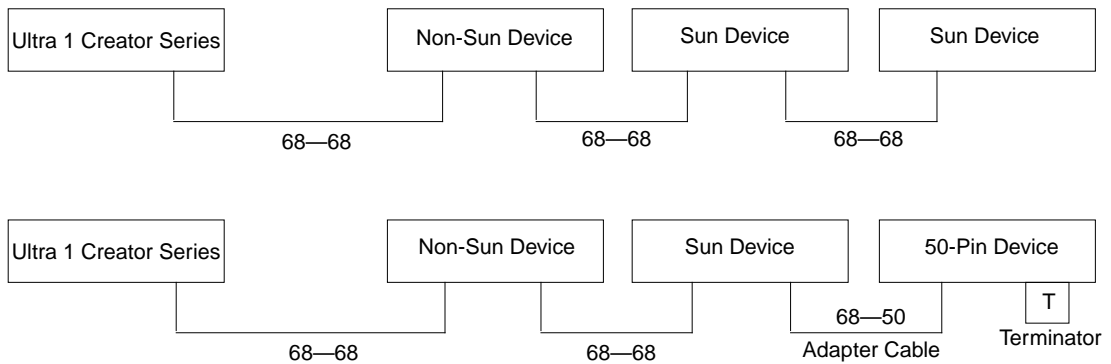 Ultra 1 Creator Series
Non-Sun Device
Sun Device
Sun Device
68—68
68—68
68—68
Ultra 1 Creator Series
Non-Sun Device
Sun Device
50-Pin Device
68—68
68—68
68—50
Adapter Cable
T
Terminator